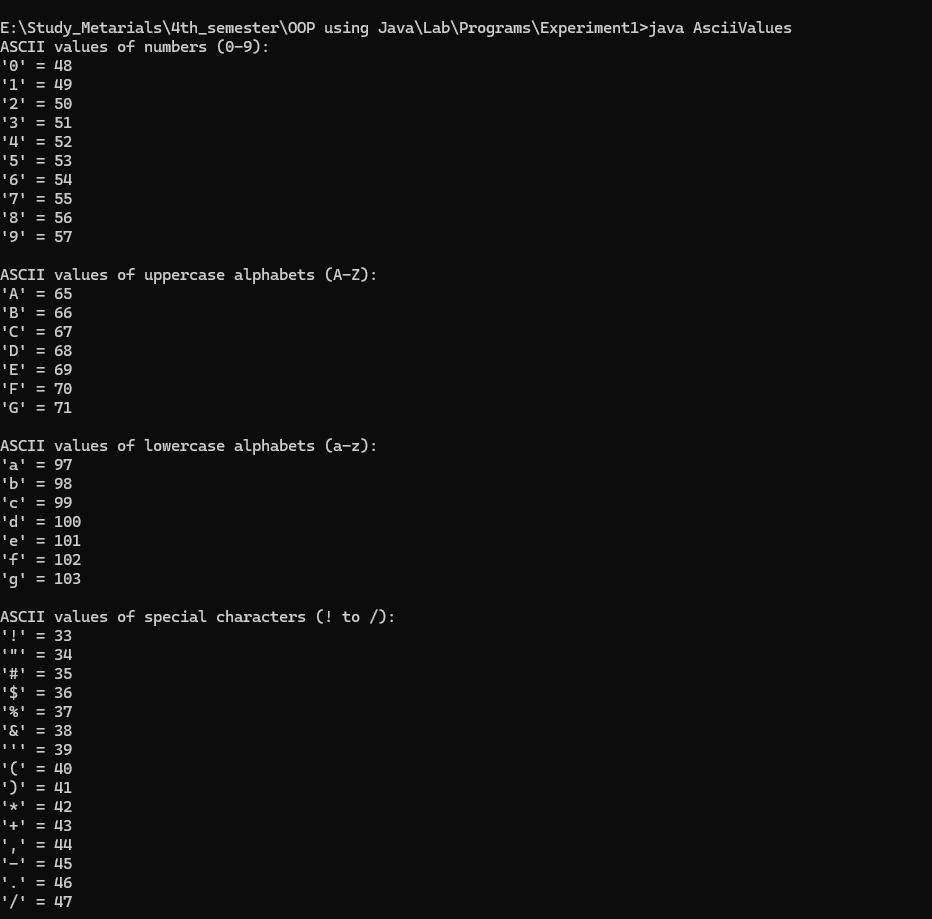 E:\Study_Metarials\4th_semester\OOP using Java\Lab\Programs\Experiment1>java AsciiValues
ASCII values of numbers (0-9):
'0' = 48
'1' = 49
'2' = 50
'3' = 51
'4' = 52
'5' = 53
'6' = 54
'7' = 55
'8' = 56
'9' = 57
ASCII values of uppercase alphabets (A-Z):
'A' = 65
'B' = 66
'C' = 67
'D' = 68
'E' = 69
'F' = 70
'G' = 71
ASCII values of lowercase alphabets (a-z):
'a' = 97
'b' = 98
'c' = 99
'd' = 100
'e' = 101
'f' = 102
'g' = 103
ASCII values of special characters (! to /):
'!' = 33
'"' = 34
'#' = 35
'$' = 36
'%' = 37
'&' = 38
''' = 39
'(' = 40
')' = 41
'*' = 42
'+' = 43
',' = 44
'-' = 45
'.' = 46
'/' = 47